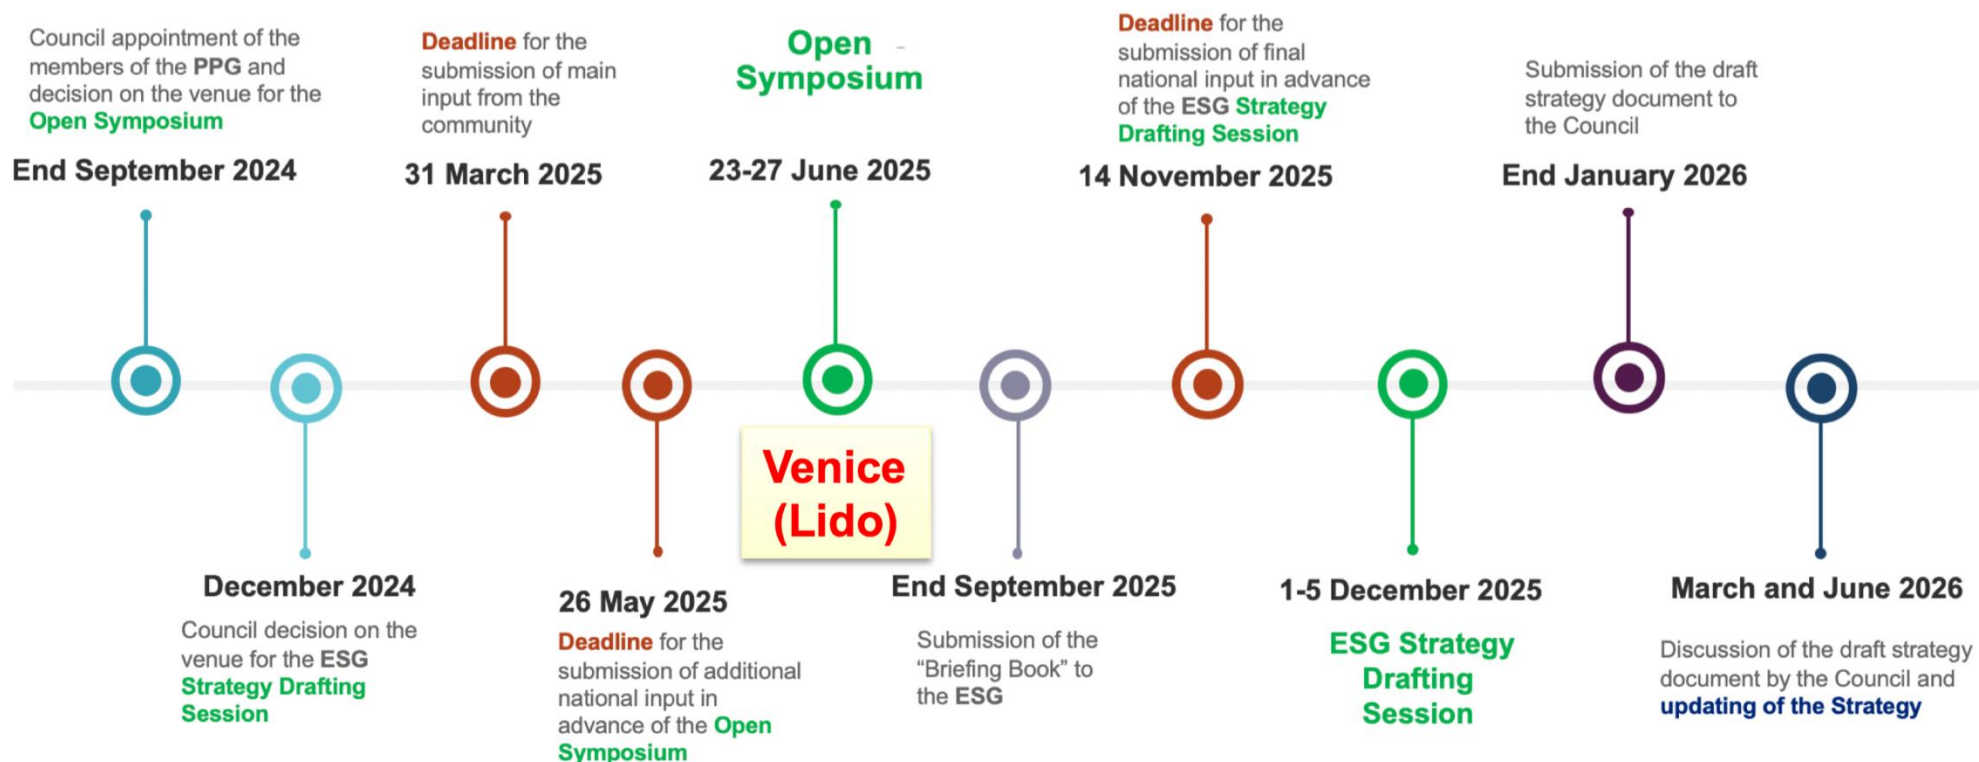 Council appointment of the
members of the PPG and
decision on the venue for the
Open Symposium
End September 2024
Deadline for the
submission of main
input from the
community
31 March 2025
Open
Symposium
23-27 June 2025
Deadline for the
submission of final
national input in advance
of the ESG Strategy
Drafting Session
14 November 2025
Submission of the draft
strategy document to
the Council
End January 2026
Venice
(Lido)
December 2024
Council decision on the
venue for the ESG
Strategy Drafting
Session
26 May 2025
Deadline for the
submission of additional
national input in
advance of the Open
Symposium
End September 2025
Submission of the
“Briefing Book” to
the ESG
1-5 December 2025
ESG Strategy
Drafting
Session
March and June 2026
Discussion of the draft strategy
document by the Council and
updating of the Strategy